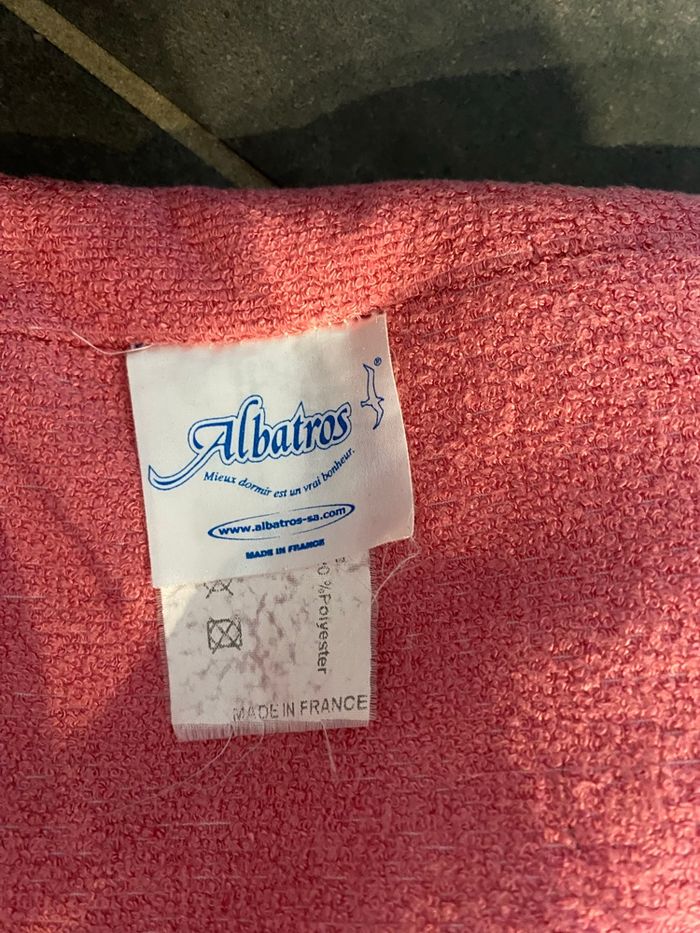 Albatros ®
Mieux dormir est un vrai bonheur.
www.albatros-sa.com
MADE IN FRANCE
%Polyester
MADE IN FRANCE